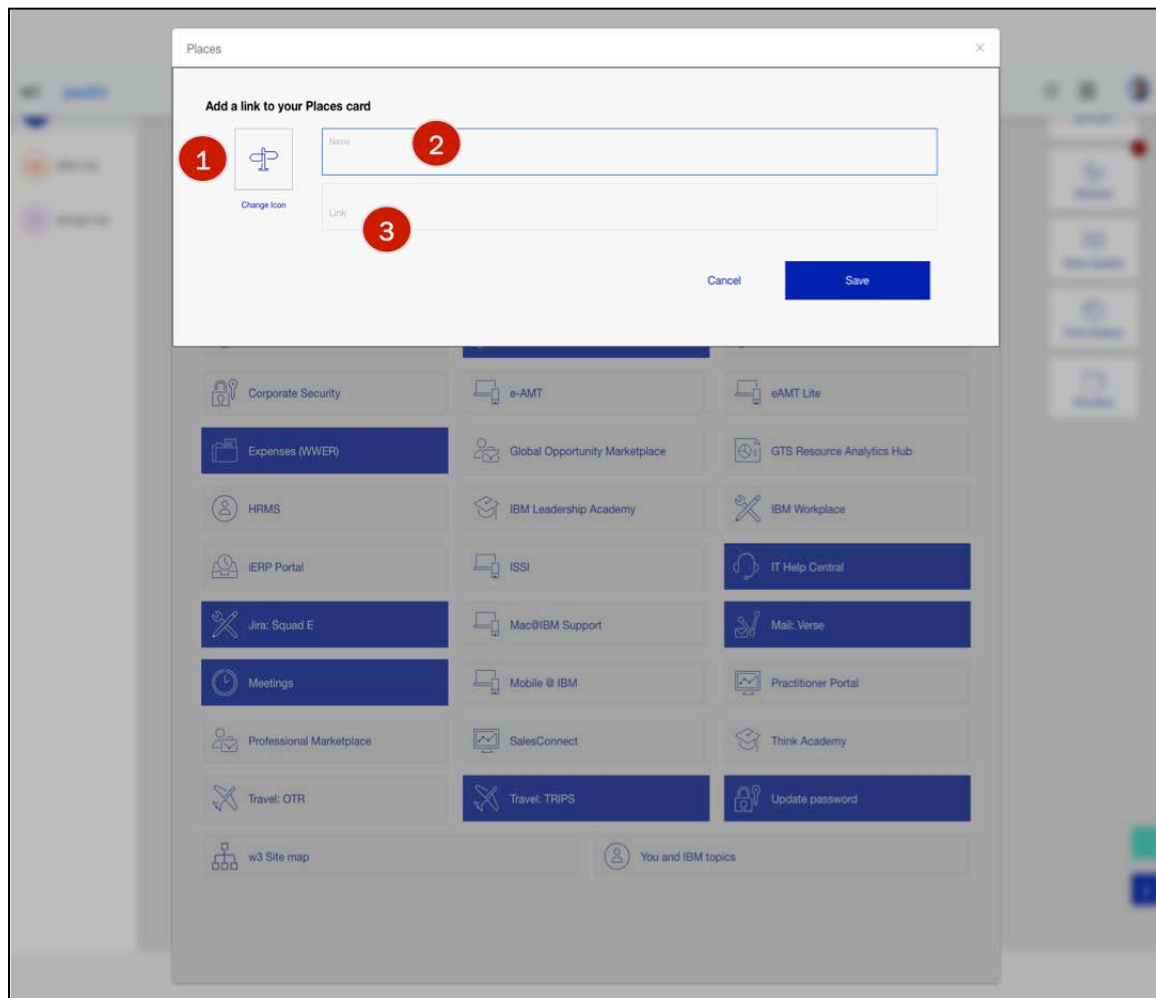 Places
Add a link to your Places card
1
Name
2
Change Icon
Link
3
Cancel
Save
Corporate Security
e-AMT
eAMT Lite
Expenses (WWER)
Global Opportunity Marketplace
GTS Resource Analytics Hub
HRMS
IBM Leadership Academy
IBM Workplace
iERP Portal
ISSI
IT Help Central
Jira: Squad E
Mac@IBM Support
Mail: Verse
Meetings
Mobile @ IBM
Practitioner Portal
Professional Marketplace
SalesConnect
Think Academy
Travel: OTR
Travel: TRIPS
Update password
w3 Site map
You and IBM topics